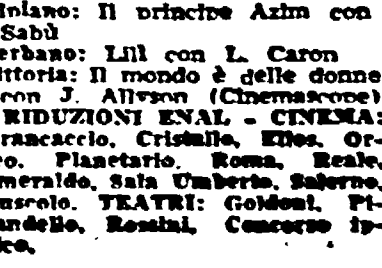 lniano: Il principe Azim con
Sabù
erbano: Lilì con L. Caron
ittoria: Il mondo è delle donne
con J. Allyson (Cinemascope)
RIDUZIONI ENAL - CINEMA:
rancaccio, Cristallo, Elios, Or-
eo, Planetario, Roma, Reale,
meraldo, Sala Umberto, Salerno,
uscolo. TEATRI: Goldoni, Pi-
andello, Rossini, Concorso ip-
ico.